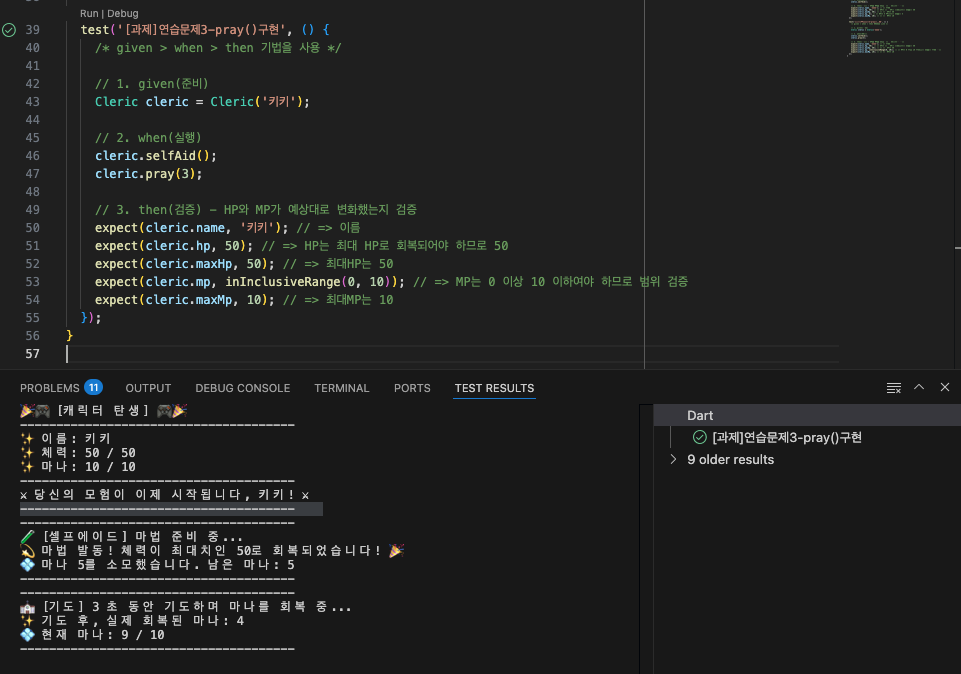 Run | Debug
39 test('[과제]연습문제3-pray()구현', () {
40 /* given > when > then 기법을 사용 */
41
42 // 1. given(준비)
43 Cleric cleric = Cleric('키키');
44
45 // 2. when(실행)
46 cleric.selfAid();
47 cleric.pray(3);
48
49 // 3. then(검증) - HP와 MP가 예상대로 변화했는지 검증
50 expect(cleric.name, '키키'); // => 이름
51 expect(cleric.hp, 50); // => HP는 최대 HP로 회복되어야 하므로 50
52 expect(cleric.maxHp, 50); // => 최대HP는 50
53 expect(cleric.mp, inInclusiveRange(0, 10)); // => MP는 0 이상 10 이하여야 하므로 범위 검증
54 expect(cleric.maxMp, 10); // => 최대MP는 10
55 });
56 }
57
PROBLEMS 11 OUTPUT DEBUG CONSOLE TERMINAL PORTS TEST RESULTS
🎉🎮 [캐릭터 탄생] 🎮🎉
------------------------------------
✨ 이름: 키키
✨ 체력: 50 / 50
✨ 마나: 10 / 10
------------------------------------
⚔ 당신의 모험이 이제 시작됩니다, 키키! ⚔
------------------------------------
------------------------------------
🧪 [셀프에이드] 마법 준비 중...
💫 마법 발동! 체력이 최대치인 50로 회복되었습니다! 🎉
💠 마나 5를 소모했습니다. 남은 마나: 5
------------------------------------
------------------------------------
🏰 [기도] 3 초 동안 기도하며 마나를 회복 중...
✨ 기도 후, 실제 회복된 마나: 4
💠 현재 마나: 9 / 10
------------------------------------
Dart
[과제]연습문제3-pray()구현
9 older results